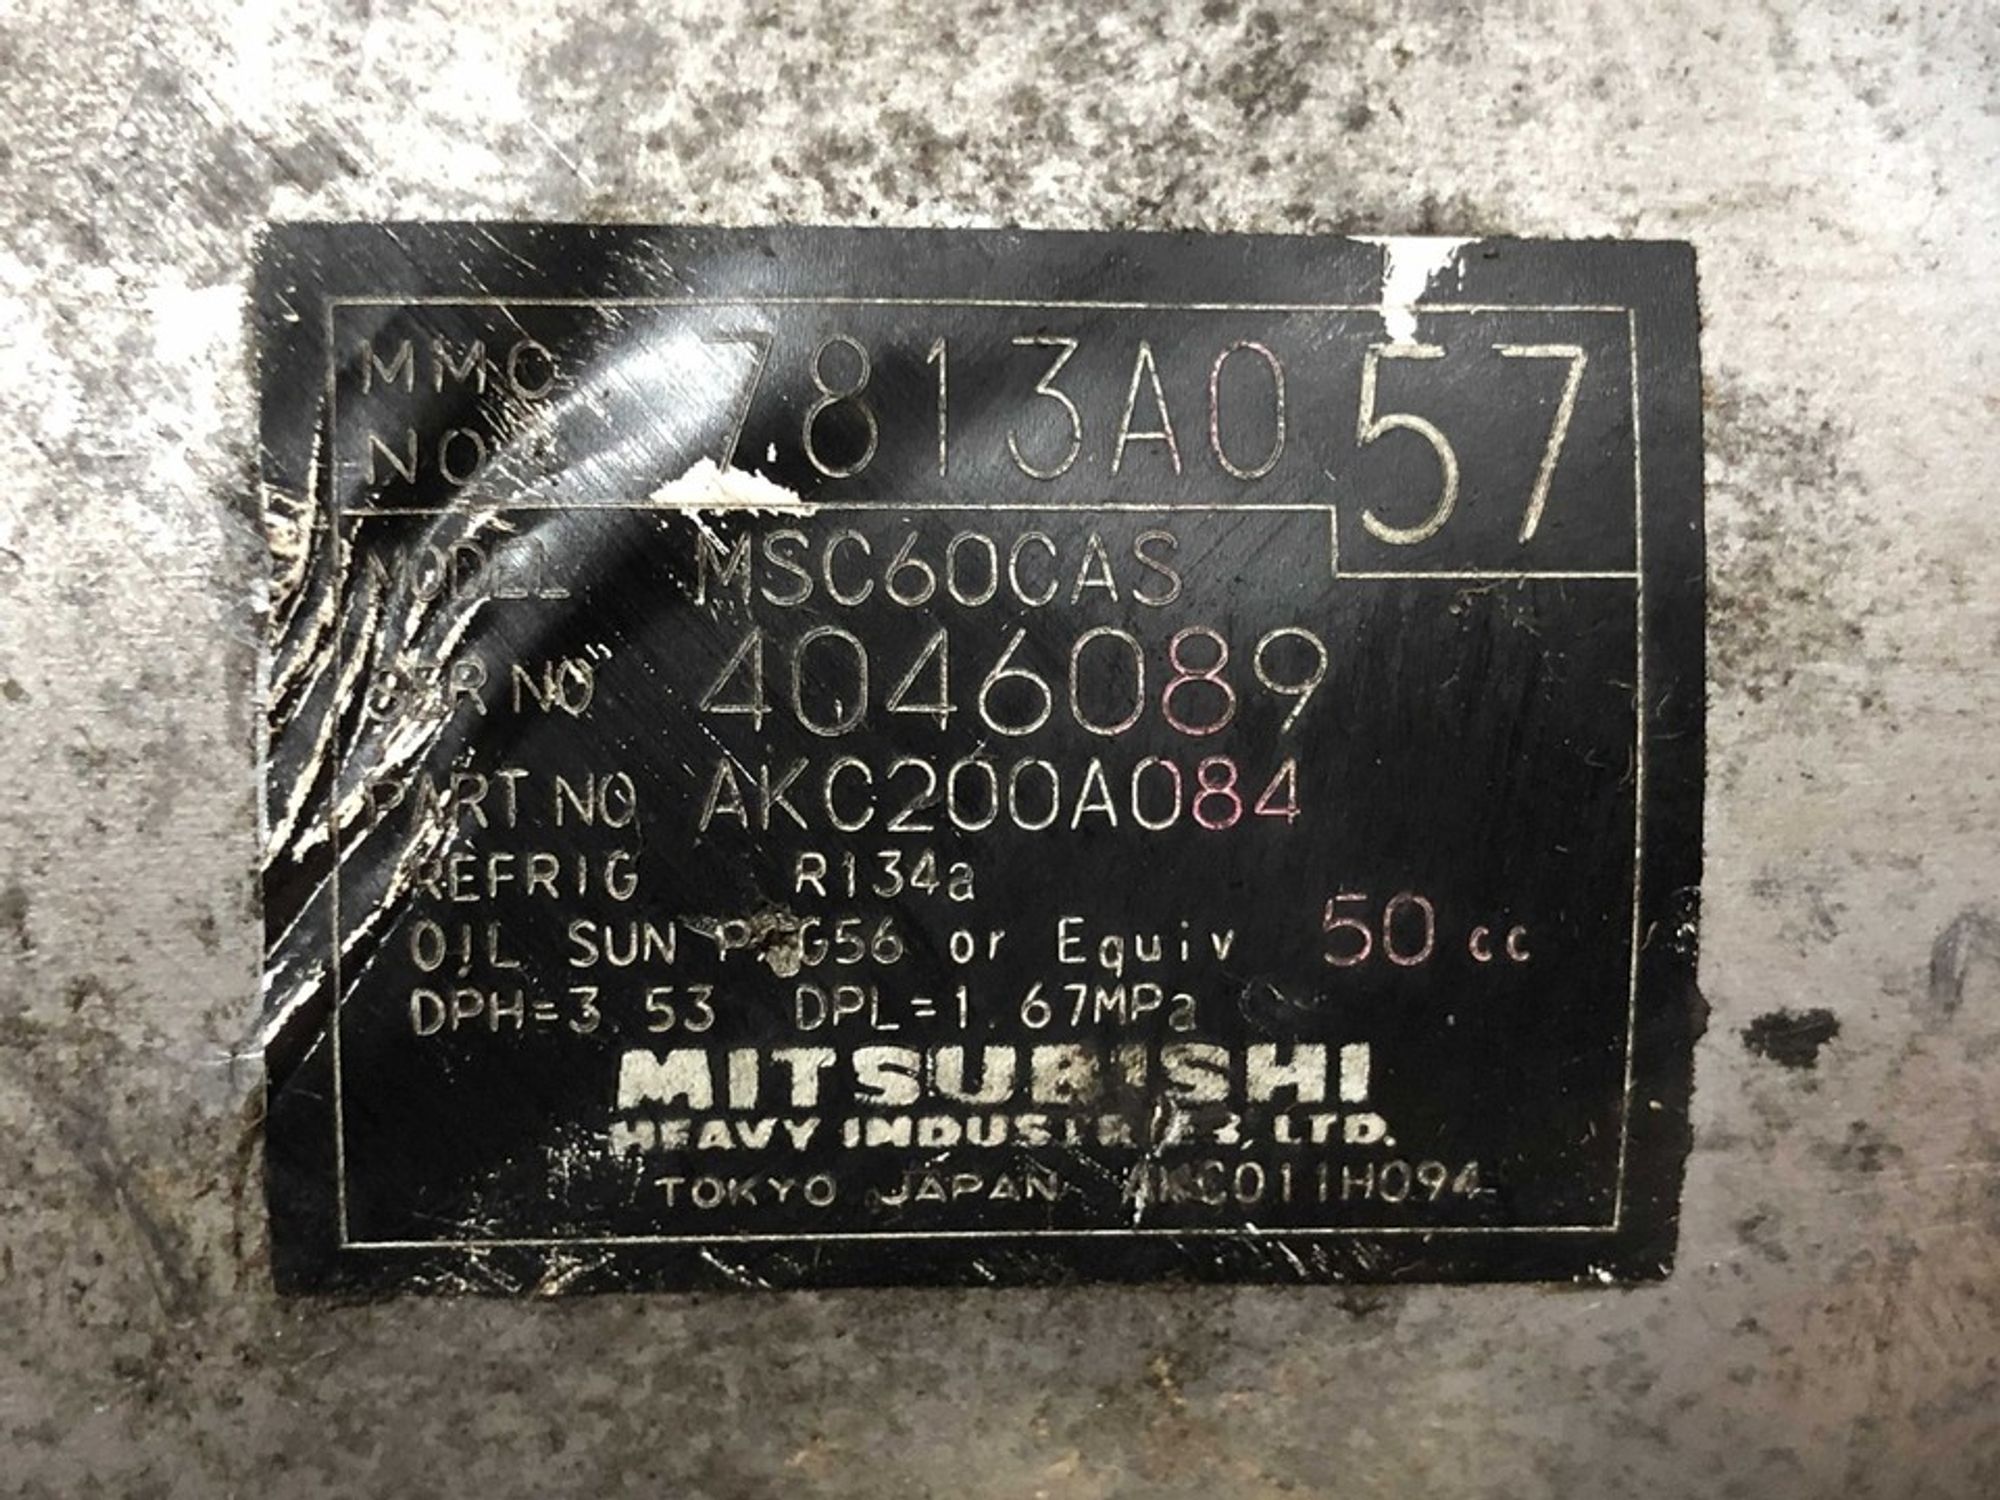 MMC NO. 7813A057
MODEL MSC60CAS
SER NO 4046089
PART NO AKC200A084
REFRIG R134a
OIL SUN PAG56 or Equiv 50 cc
DPH=3.53 DPL=1.67MPa
MITSUBISHI
HEAVY INDUSTRIES, LTD.
TOKYO JAPAN AKC011H094